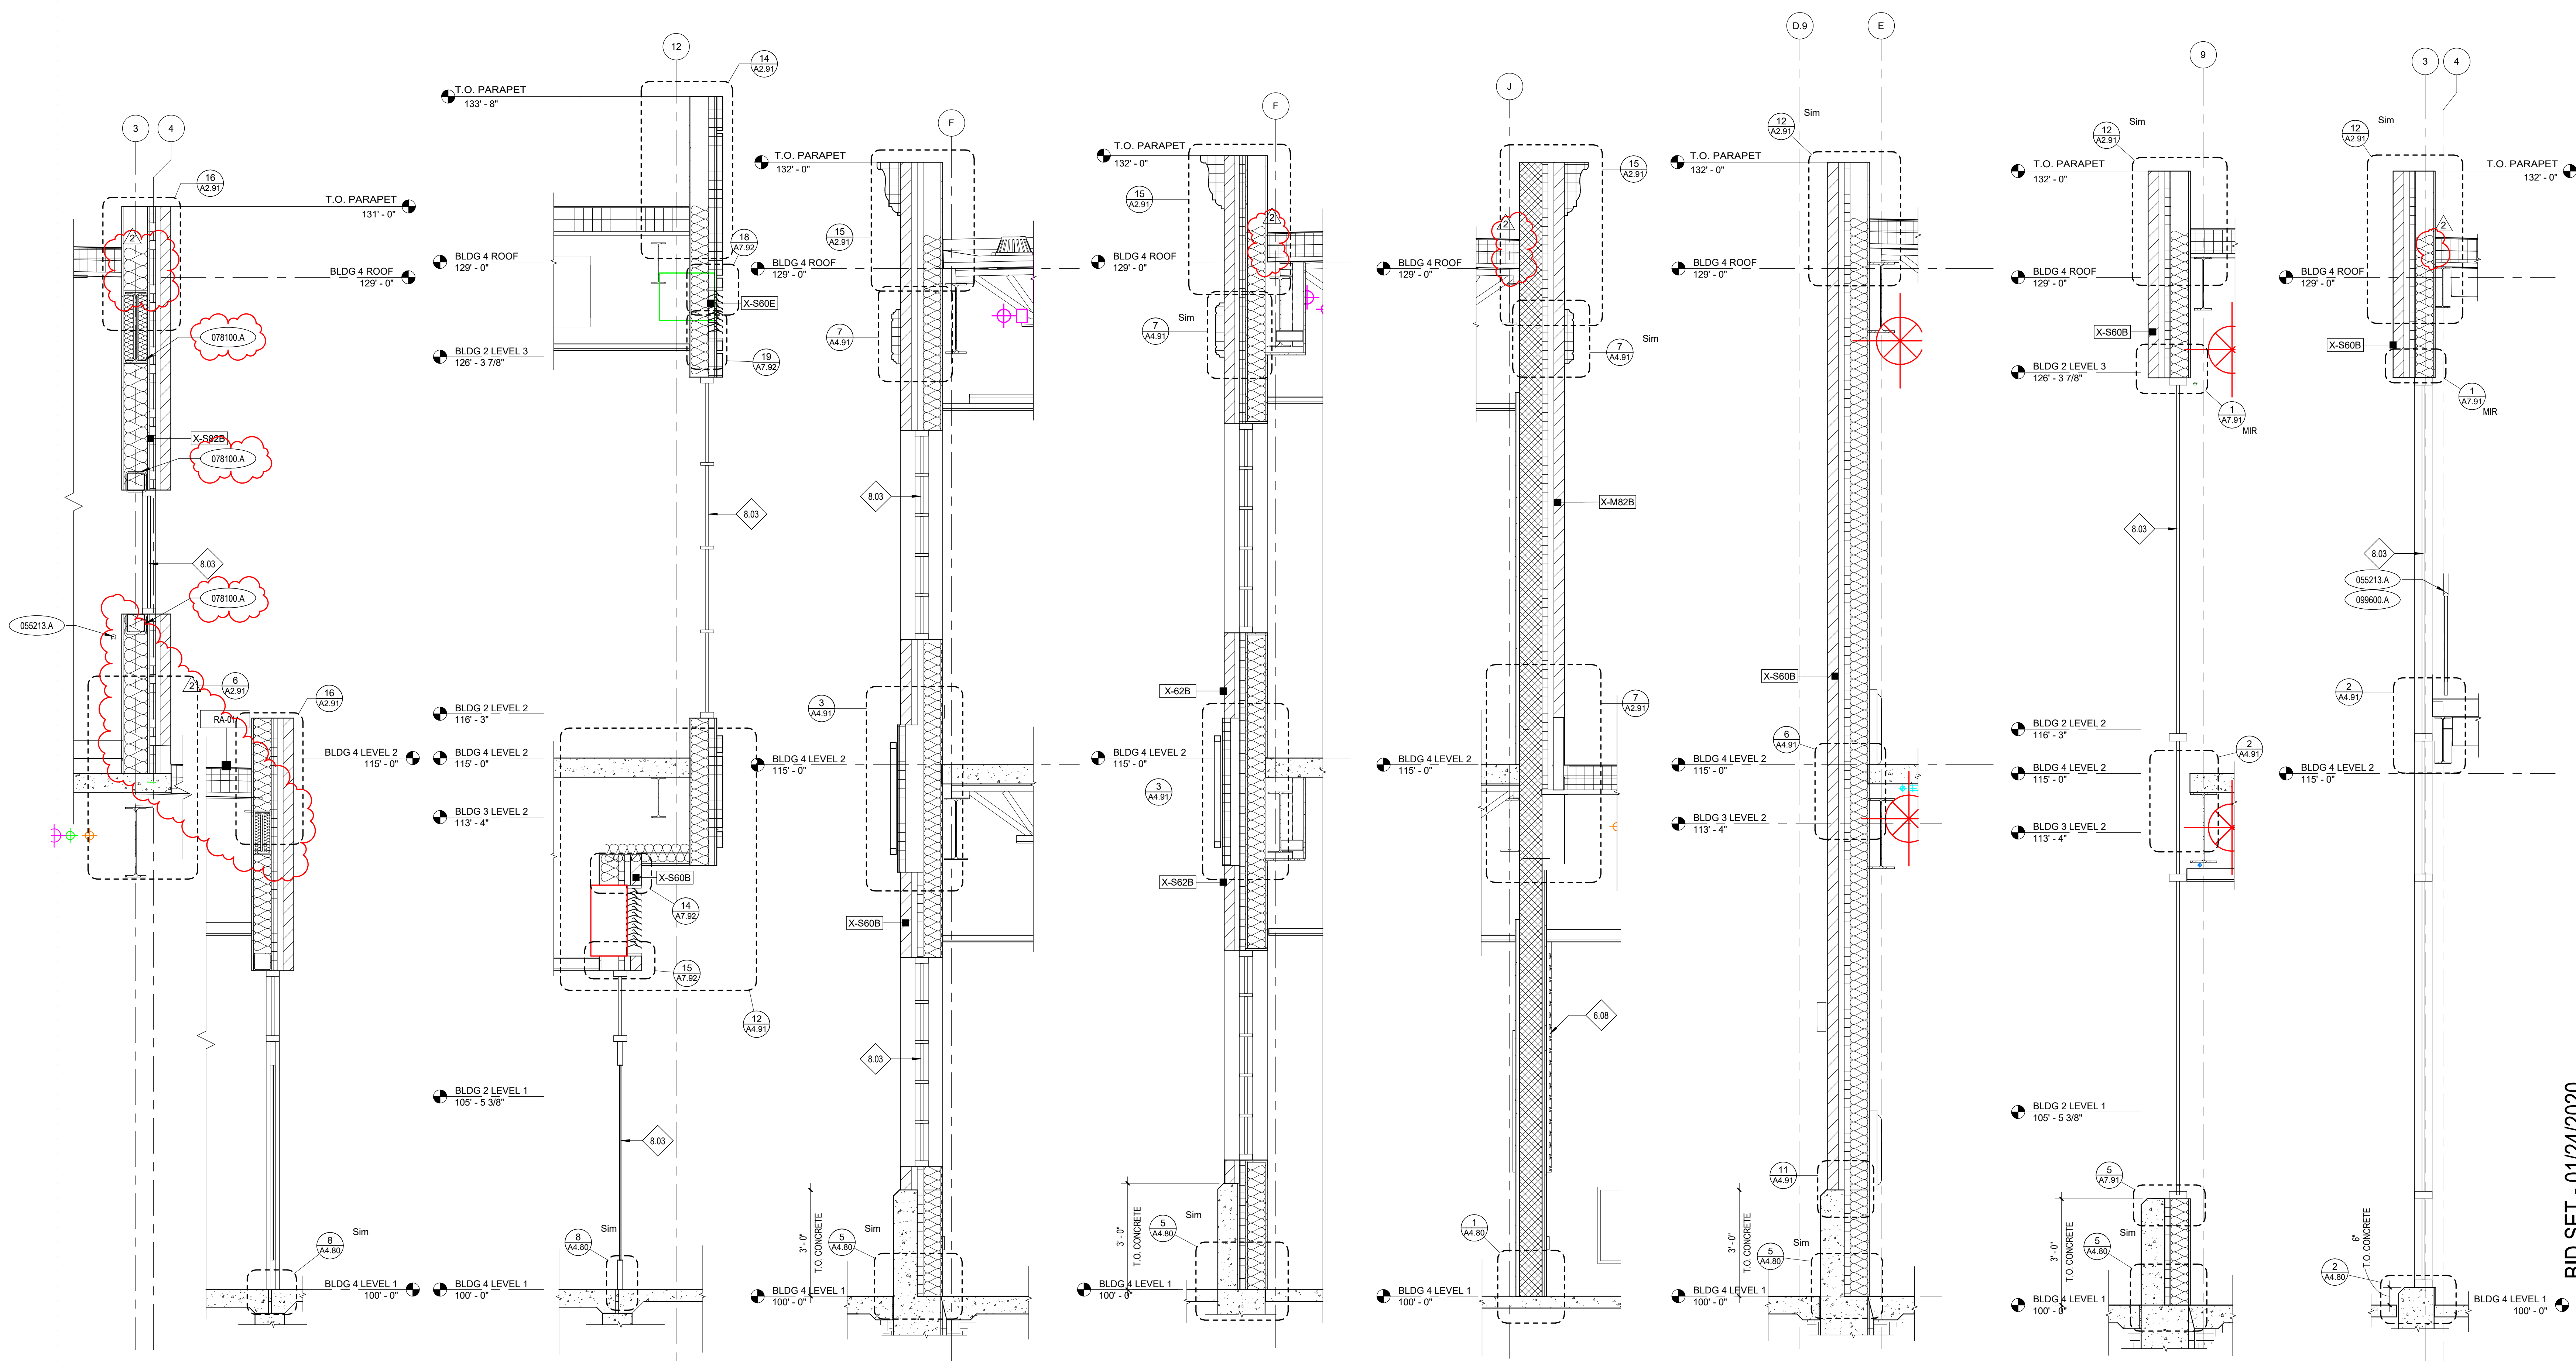 3
4
16
A2.91
T.O. PARAPET
131' - 0"
2
BLDG 4 ROOF
129' - 0"
078100.A
X-S82B
078100.A
8.03
078100.A
055213.A
2
6
A2.91
RA-01
16
A2.91
BLDG 4 LEVEL 2
115' - 0"
8
A4.80
Sim
BLDG 4 LEVEL 1
100' - 0"
12
14
A2.91
T.O. PARAPET
133' - 8"
18
A7.92
BLDG 4 ROOF
129' - 0"
X-S60E
BLDG 2 LEVEL 3
126' - 3 7/8"
19
A7.92
8.03
BLDG 2 LEVEL 2
116' - 3"
BLDG 4 LEVEL 2
115' - 0"
BLDG 3 LEVEL 2
113' - 4"
X-S60B
14
A7.92
15
A7.92
12
A4.91
BLDG 2 LEVEL 1
105' - 5 3/8"
8.03
8
A4.80
Sim
BLDG 4 LEVEL 1
100' - 0"
F
T.O. PARAPET
132' - 0"
15
A2.91
BLDG 4 ROOF
129' - 0"
7
A4.91
8.03
3
A4.91
BLDG 4 LEVEL 2
115' - 0"
X-S60B
8.03
3' - 0"
T.O. CONCRETE
5
A4.80
Sim
BLDG 4 LEVEL 1
100' - 0"
F
T.O. PARAPET
132' - 0"
15
A2.91
2
BLDG 4 ROOF
129' - 0"
7
A4.91
Sim
X-62B
BLDG 4 LEVEL 2
115' - 0"
3
A4.91
X-S62B
3' - 0"
T.O. CONCRETE
5
A4.80
Sim
BLDG 4 LEVEL 1
100' - 0"
J
15
A2.91
2
BLDG 4 ROOF
129' - 0"
7
A4.91
Sim
X-M82B
7
A2.91
BLDG 4 LEVEL 2
115' - 0"
6.08
1
A4.80
BLDG 4 LEVEL 1
100' - 0"
D.9
E
12
A2.91
Sim
T.O. PARAPET
132' - 0"
BLDG 4 ROOF
129' - 0"
X-S60B
6
A4.91
BLDG 4 LEVEL 2
115' - 0"
BLDG 3 LEVEL 2
113' - 4"
11
A4.91
3' - 0"
T.O. CONCRETE
5
A4.80
Sim
BLDG 4 LEVEL 1
100' - 0"
9
12
A2.91
Sim
T.O. PARAPET
132' - 0"
BLDG 4 ROOF
129' - 0"
X-S60B
BLDG 2 LEVEL 3
126' - 3 7/8"
1
A7.91
MIR
8.03
BLDG 2 LEVEL 2
116' - 3"
2
A4.91
BLDG 4 LEVEL 2
115' - 0"
BLDG 3 LEVEL 2
113' - 4"
BLDG 2 LEVEL 1
105' - 5 3/8"
5
A7.91
3' - 0"
T.O. CONCRETE
5
A4.80
Sim
BLDG 4 LEVEL 1
100' - 0"
3
4
12
A2.91
Sim
T.O. PARAPET
132' - 0"
2
BLDG 4 ROOF
129' - 0"
X-S60B
1
A7.91
MIR
8.03
055213.A
099600.A
2
A4.91
BLDG 4 LEVEL 2
115' - 0"
6"
T.O. CONCRETE
2
A4.80
BLDG 4 LEVEL 1
100' - 0"
BID SET - 01/24/2020